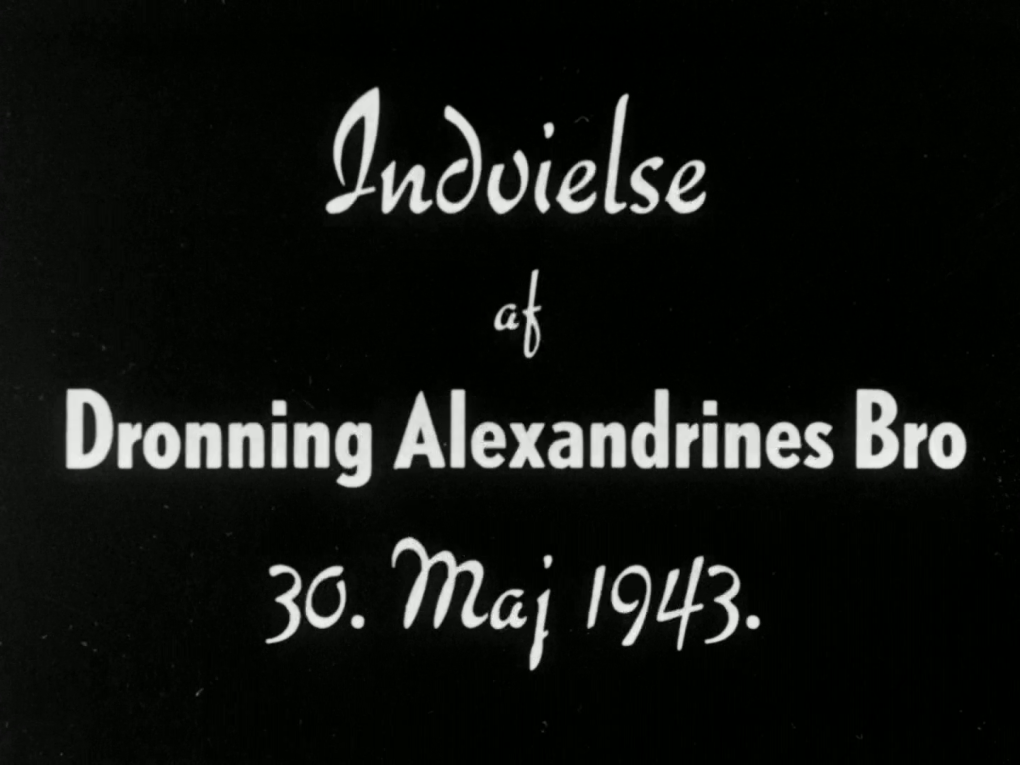 Indvielse
af
Dronning Alexandrines Bro
30. Maj 1943.